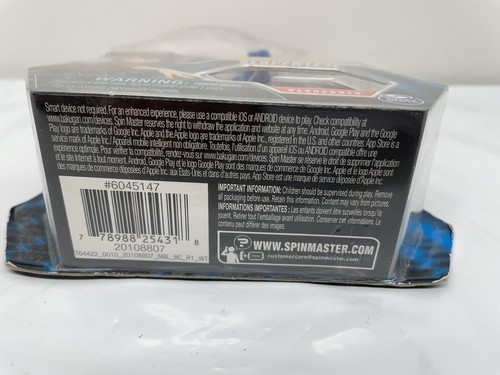 WARNING:
Smart device not required. For an enhanced experience, please use a compatible iOS or ANDROID device to play. Check compatibility at
www.bakugan.com/devices. Spin Master reserves the right to withdraw the application and website at any time. Android, Google Play and the Google
Play logo are trademarks of Google Inc. Apple and the Apple logo are trademarks of Apple Inc., registered in the U.S. and other countries. App Store is a
service mark of Apple Inc./ Appareil mobile intelligent non obligatoire. Toutefois, l'utilisation d'un appareil iOS ou ANDROID compatible offre une
expérience optimale. Pour vérifier la compatibilité, rendez-vous sur www.bakugan.com/devices. Spin Master se réserve le droit de supprimer l'application
et le site Internet à tout moment. Android, Google Play et le logo Google Play sont des marques de commerce de Google Inc. Apple et le logo Apple sont
des marques de commerce d'Apple Inc. aux États-Unis et dans d'autres pays. App Store est une marque de service déposée d'Apple Inc.
#6045147
7 78988 25431 8
20108807
T64422_0010_20108807_NBL_BC_R1_WT
IMPORTANT INFORMATION: Children should be supervised during play. Remove
all packaging before use. Retain this information. Content may vary from pictures.
INFORMATIONS IMPORTANTES : Les enfants doivent être surveillés lorsqu'ils
jouent. Retirer tout l'emballage avant utilisation. Conserver ces informations. Le
contenu peut différer des images.
WWW.SPINMASTER.COM
customercare@spinmaster.com